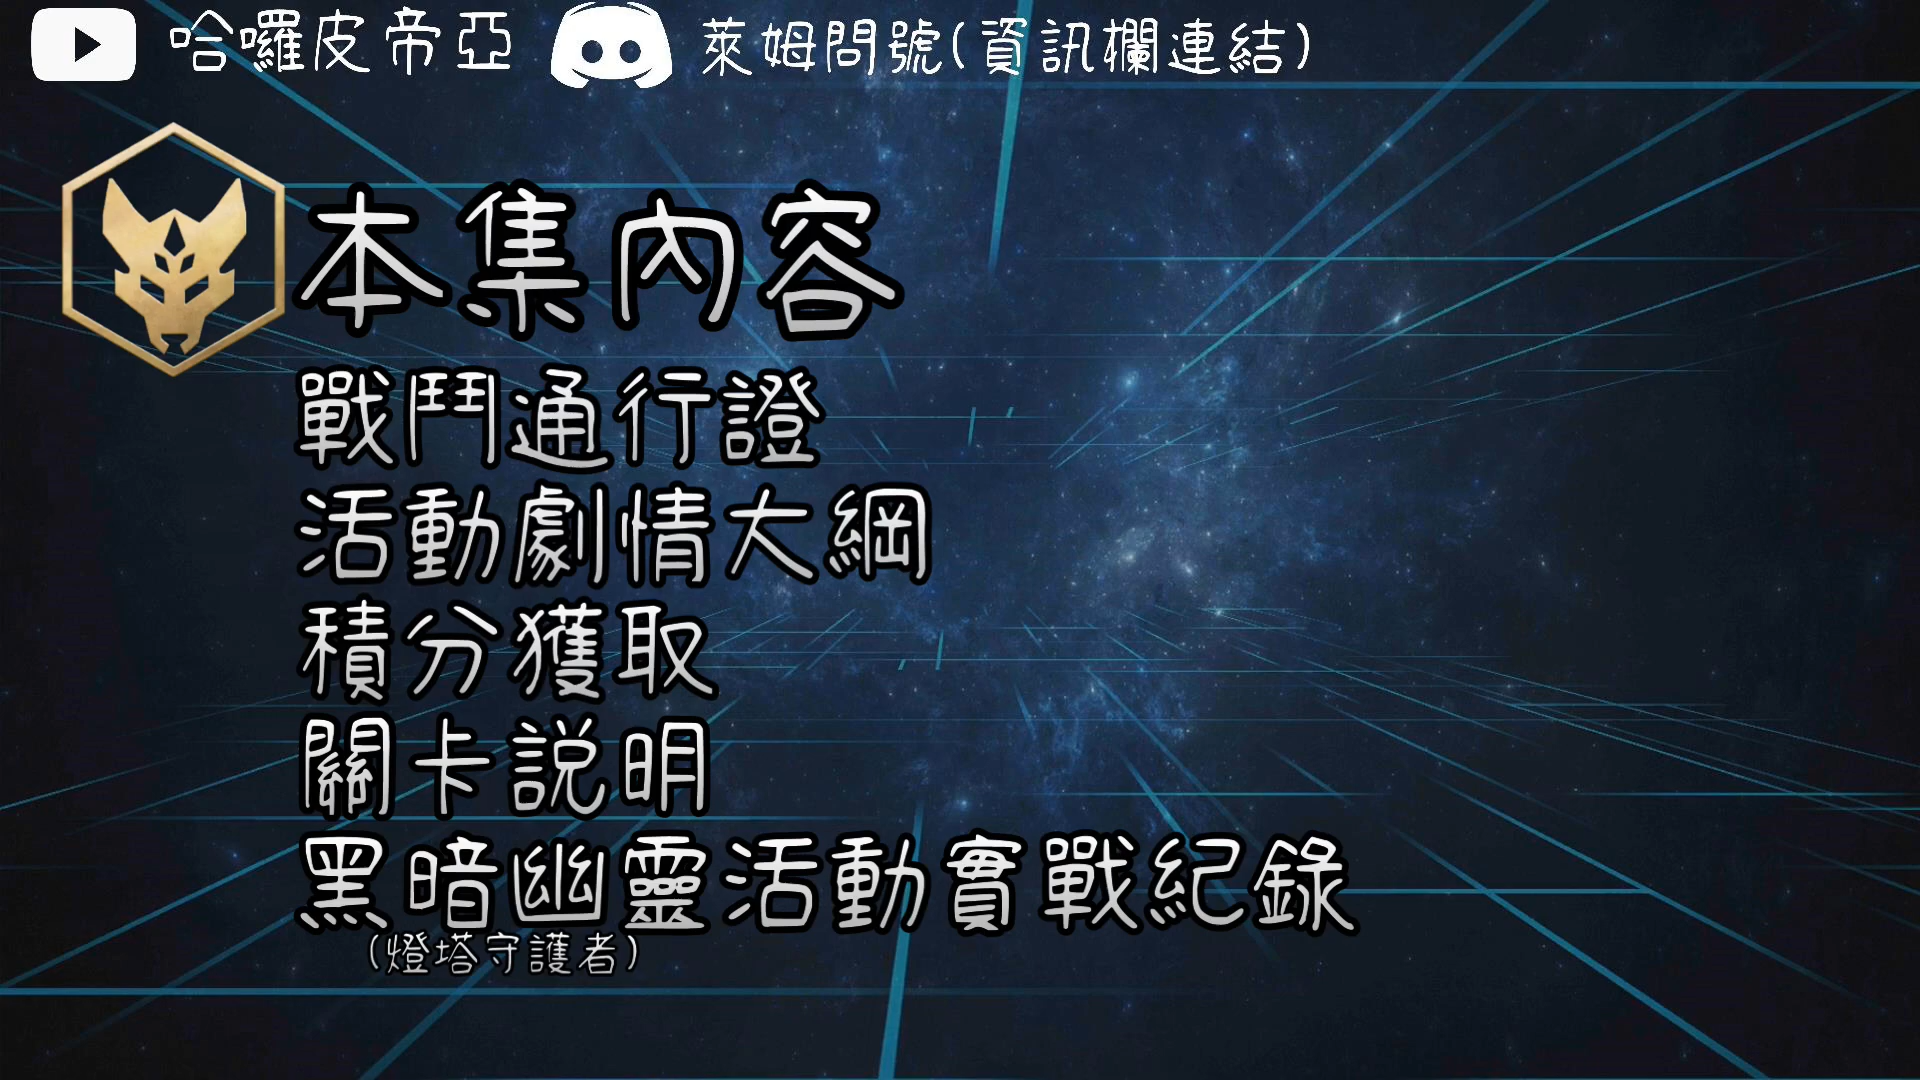 哈囉皮帝亞 萊姆問號(資訊欄連結)
本集內容
戰鬥通行證
活動劇情大綱
積分獲取
關卡說明
黑暗幽靈活動實戰紀錄
(燈塔守護者)